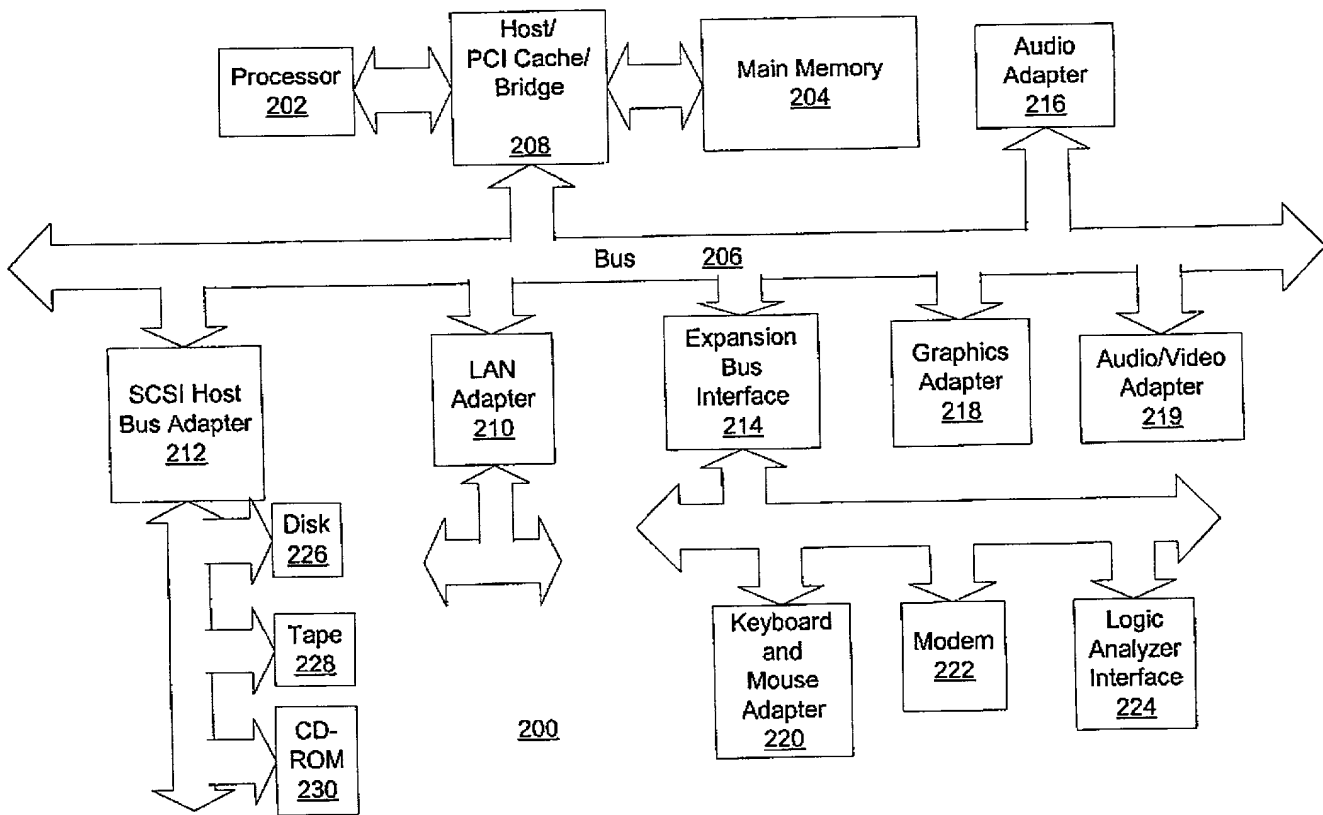 Processor
202
Host/
PCI Cache/
Bridge
208
Main Memory
204
Audio
Adapter
216
Bus 206
SCSI Host
Bus Adapter
212
LAN
Adapter
210
Expansion
Bus
Interface
214
Graphics
Adapter
218
Audio/Video
Adapter
219
Disk
226
Tape
228
CD-
ROM
230
200
Keyboard
and
Mouse
Adapter
220
Modem
222
Logic
Analyzer
Interface
224